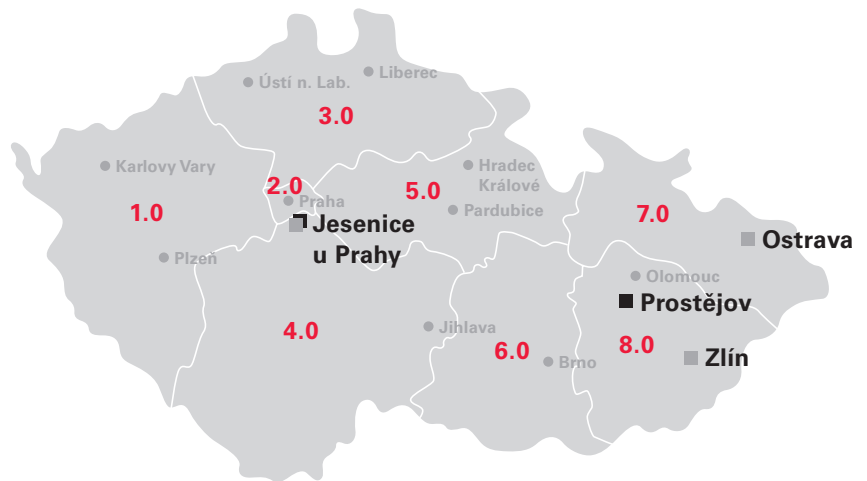 Liberec
Ústí n. Lab.
3.0
Karlovy Vary
Hradec
Králové
2.0
5.0
Praha
1.0
Pardubice
7.0
Jesenice
u Prahy
Ostrava
Plzeň
Olomouc
Prostějov
4.0
Jihlava
6.0
8.0
Zlín
Brno